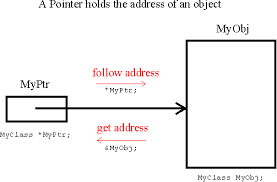 A Pointer holds the address of an object
MyObj
follow address
MyPtr
*MyPtr;
get address
MyClass *MyPtr;
&MyObj;
MyClass MyObj;